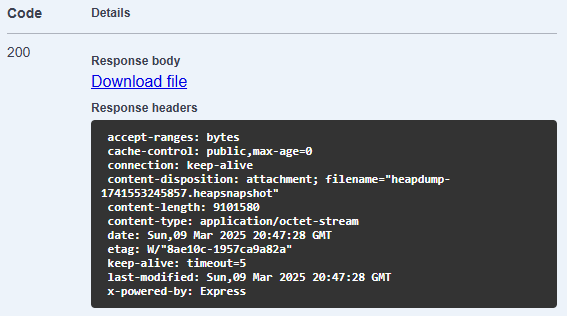 Code Details
200
Response body
Download file
Response headers
accept-ranges: bytes
cache-control: public,max-age=0
connection: keep-alive
content-disposition: attachment; filename="heapdump-
1741553245857.heapsnapshot"
content-length: 9101580
content-type: application/octet-stream
date: Sun,09 Mar 2025 20:47:28 GMT
etag: W/"8ae10c-1957ca9a82a"
keep-alive: timeout=5
last-modified: Sun,09 Mar 2025 20:47:28 GMT
x-powered-by: Express